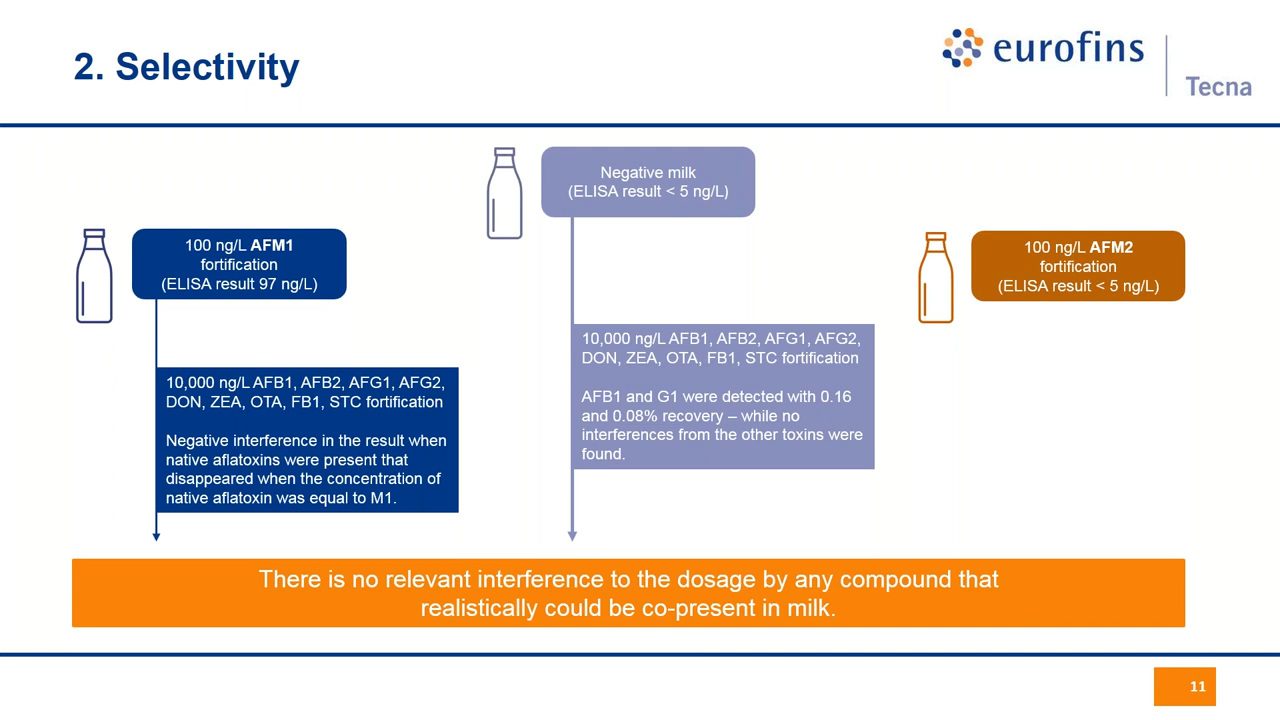 2. Selectivity
eurofins
Tecna
Negative milk
(ELISA result < 5 ng/L)
100 ng/L AFM1
fortification
(ELISA result 97 ng/L)
100 ng/L AFM2
fortification
(ELISA result < 5 ng/L)
10,000 ng/L AFB1, AFB2, AFG1, AFG2,
DON, ZEA, OTA, FB1, STC fortification
Negative interference in the result when
native aflatoxins were present that
disappeared when the concentration of
native aflatoxin was equal to M1.
10,000 ng/L AFB1, AFB2, AFG1, AFG2,
DON, ZEA, OTA, FB1, STC fortification
AFB1 and G1 were detected with 0.16
and 0.08% recovery – while no
interferences from the other toxins were
found.
There is no relevant interference to the dosage by any compound that
realistically could be co-present in milk.
11